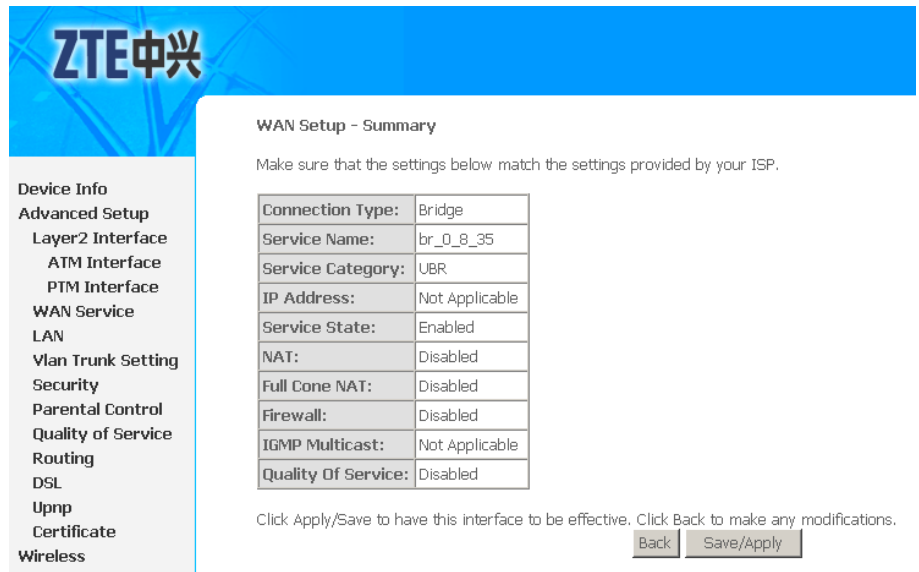 ZTE中兴
WAN Setup - Summary
Make sure that the settings below match the settings provided by your ISP.
Device Info
Advanced Setup
Layer2 Interface
ATM Interface
PTM Interface
WAN Service
LAN
Vlan Trunk Setting
Security
Parental Control
Quality of Service
Routing
DSL
Upnp
Certificate
Wireless
Connection Type: Bridge
Service Name: br_0_8_35
Service Category: UBR
IP Address: Not Applicable
Service State: Enabled
NAT: Disabled
Full Cone NAT: Disabled
Firewall: Disabled
IGMP Multicast: Not Applicable
Quality Of Service: Disabled
Click Apply/Save to have this interface to be effective. Click Back to make any modifications.
Back Save/Apply